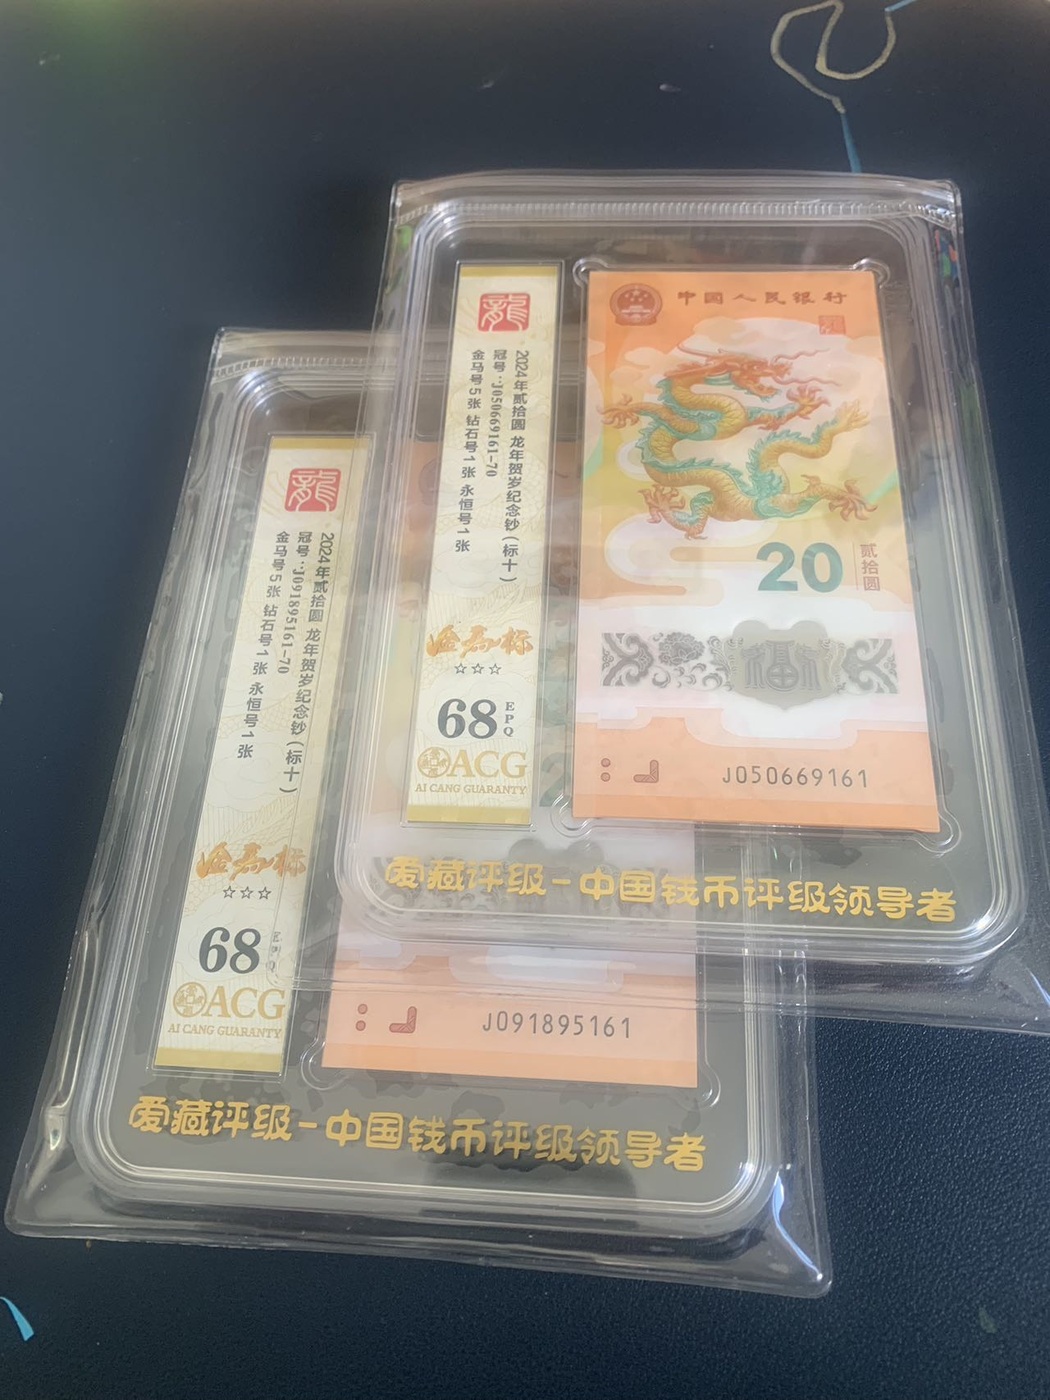 中国人民银行
龍
2024年贰拾圆 龙年贺岁纪念钞(标十)
冠号:J050669161-70
金马号5张 钻石号1张 永恒号1张
20
贰拾圆
金马标
☆☆☆
68
EPQ
ACG
AI CANG GUARANTY
J050669161
爱藏评级-中国钱币评级领导者
龍
2024年贰拾圆 龙年贺岁纪念钞(标十)
冠号:J091895161-70
金马号5张 钻石号1张 永恒号1张
金马标
☆☆☆
68
ACG
AI CANG GUARANTY
J091895161
爱藏评级-中国钱币评级领导者